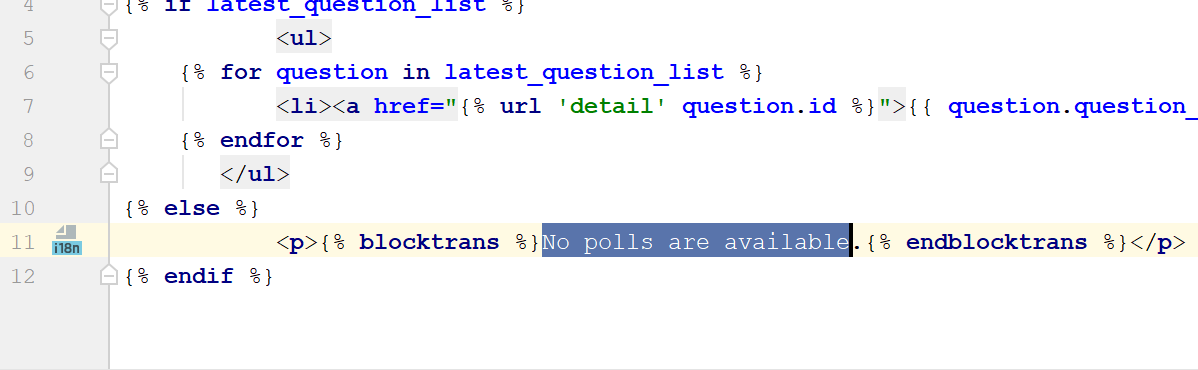 4 {% if latest_question_list %}
5 <ul>
6 {% for question in latest_question_list %}
7 <li><a href="{% url 'detail' question.id %}">{{ question.question_
8 {% endfor %}
9 </ul>
10 {% else %}
11 i18n <p>{% blocktrans %}No polls are available.{% endblocktrans %}</p>
12 {% endif %}